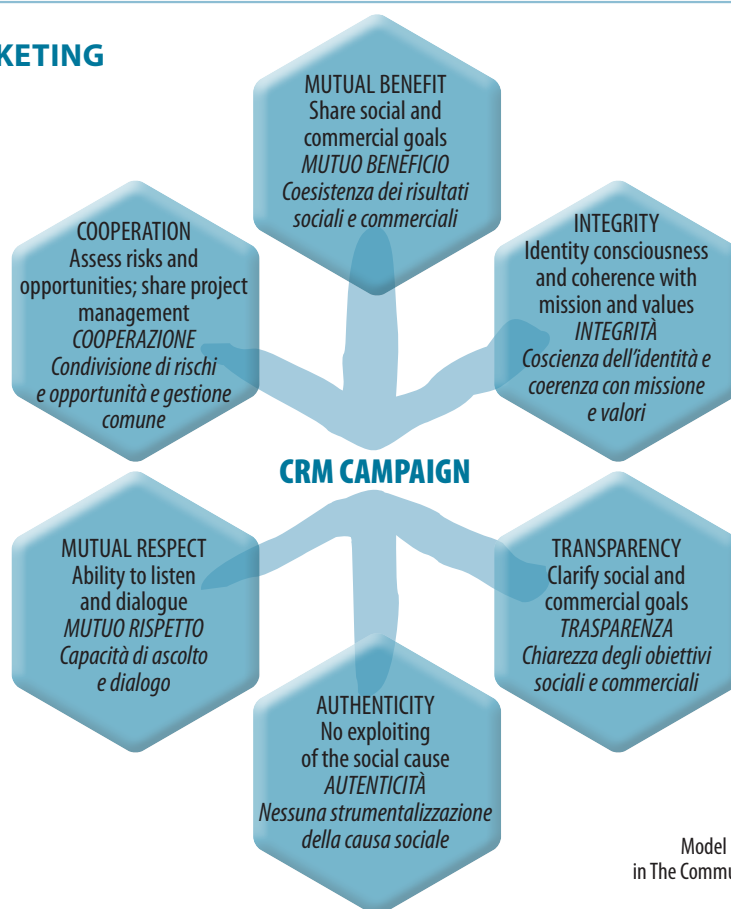 KETING
MUTUAL BENEFIT
Share social and
commercial goals
MUTUO BENEFICIO
Coesistenza dei risultati
sociali e commerciali
COOPERATION
Assess risks and
opportunities; share project
management
COOPERAZIONE
Condivisione di rischi
e opportunità e gestione
comune
INTEGRITY
Identity consciousness
and coherence with
mission and values
INTEGRITÀ
Coscienza dell'identità e
coerenza con missione
e valori
CRM CAMPAIGN
MUTUAL RESPECT
Ability to listen
and dialogue
MUTUO RISPETTO
Capacità di ascolto
e dialogo
TRANSPARENCY
Clarify social and
commercial goals
TRASPARENZA
Chiarezza degli obiettivi
sociali e commerciali
AUTHENTICITY
No exploiting
of the social cause
AUTENTICITÀ
Nessuna strumentalizzazione
della causa sociale
Model
in The Commu